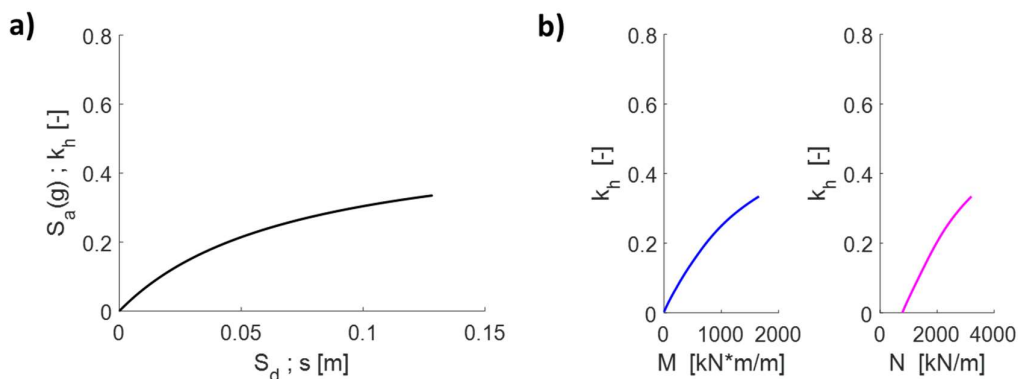 a)
0.8
0.6
0.4
0.2
0
S_a(g) ; k_h [-]
0 0.05 0.1 0.15
S_d ; s [m]
b)
0.8
0.6
0.4
0.2
0
k_h [-]
0 1000 2000
M [kN*m/m]
0.8
0.6
0.4
0.2
0
k_h [-]
0 2000 4000
N [kN/m]